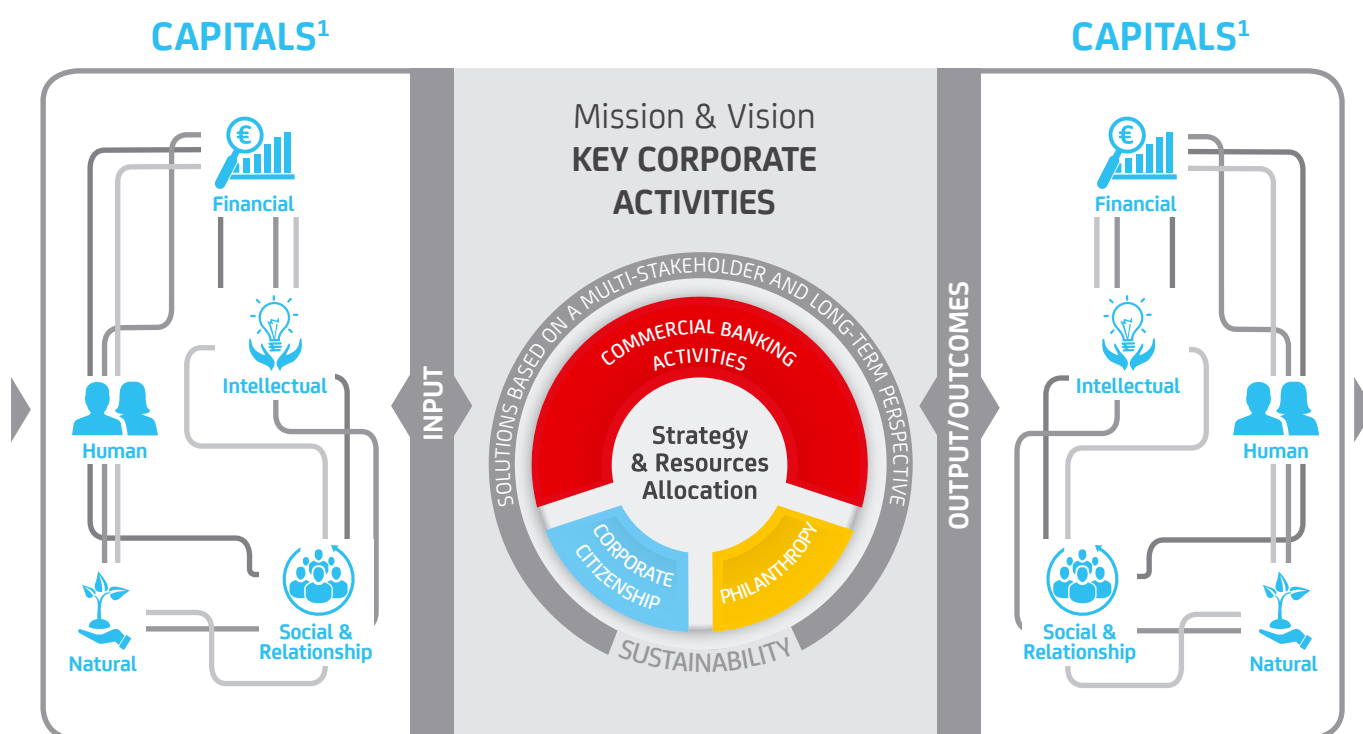 CAPITALS¹
Financial
Intellectual
Human
Natural
Social &
Relationship
INPUT
Mission & Vision
KEY CORPORATE
ACTIVITIES
SOLUTIONS BASED ON A MULTI-STAKEHOLDER AND LONG-TERM PERSPECTIVE
COMMERCIAL BANKING
ACTIVITIES
Strategy
& Resources
Allocation
CORPORATE
CITIZENSHIP
PHILANTHROPY
SUSTAINABILITY
OUTPUT/OUTCOMES
CAPITALS¹
€
Financial
Intellectual
Human
Social &
Relationship
Natural
€